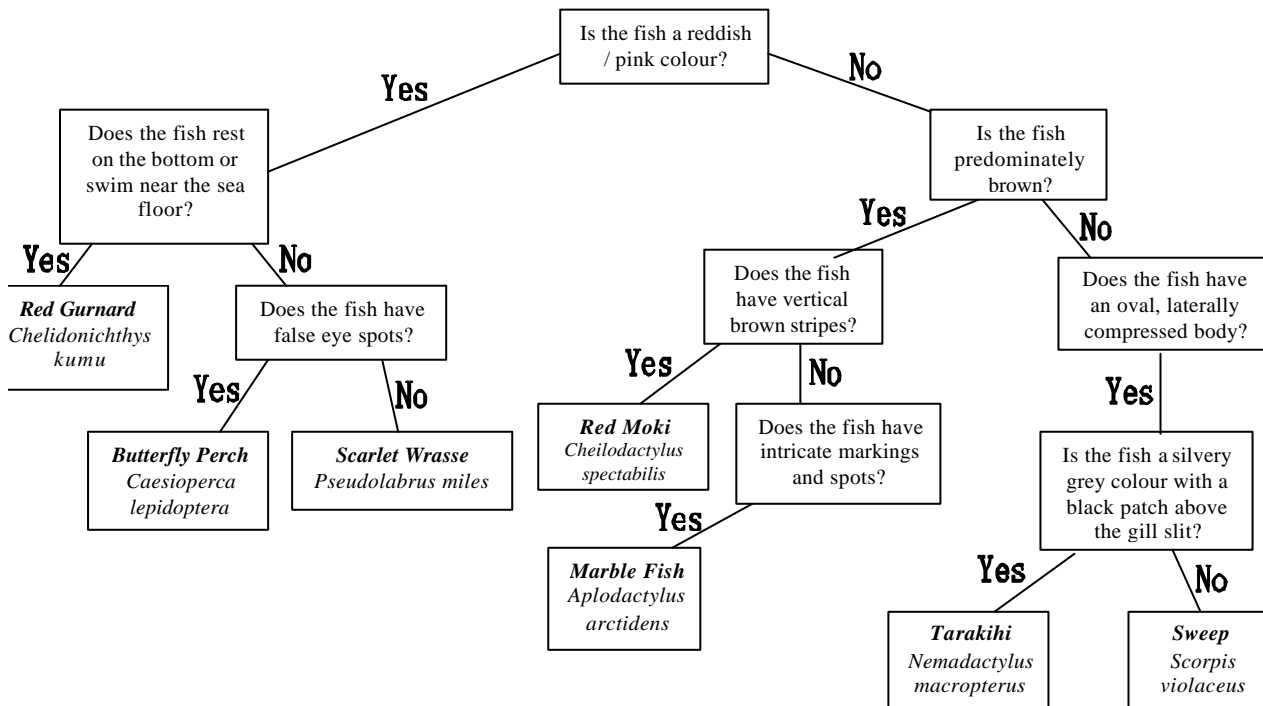 Is the fish a reddish
/ pink colour?
Yes
No
Does the fish rest
on the bottom or
swim near the sea
floor?
Is the fish
predominately
brown?
Yes
No
Yes
No
Red Gurnard
Chelidonichthys
kumu
Does the fish have
false eye spots?
Does the fish
have vertical
brown stripes?
Does the fish have
an oval, laterally
compressed body?
Yes
No
Yes
No
Yes
Butterfly Perch
Caesioperca
lepidoptera
Scarlet Wrasse
Pseudolabrus miles
Red Moki
Cheilodactylus
spectabilis
Does the fish have
intricate markings
and spots?
Is the fish a silvery
grey colour with a
black patch above
the gill slit?
Yes
Yes
No
Marble Fish
Aplodactylus
arctidens
Tarakihi
Nemadactylus
macropterus
Sweep
Scorpis
violaceus